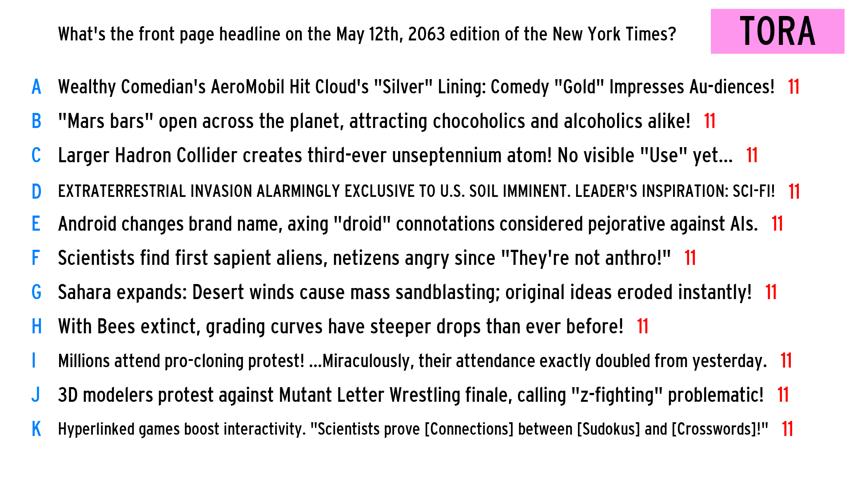 What's the front page headline on the May 12th, 2063 edition of the New York Times? TORA
A Wealthy Comedian's AeroMobil Hit Cloud's "Silver" Lining: Comedy "Gold" Impresses Au-diences! 11
B "Mars bars" open across the planet, attracting chocoholics and alcoholics alike! 11
C Larger Hadron Collider creates third-ever unseptennium atom! No visible "Use" yet... 11
D EXTRATERRESTRIAL INVASION ALARMINGLY EXCLUSIVE TO U.S. SOIL IMMINENT. LEADER'S INSPIRATION: SCI-FI! 11
E Android changes brand name, axing "droid" connotations considered pejorative against AIs. 11
F Scientists find first sapient aliens, netizens angry since "They're not anthro!" 11
G Sahara expands: Desert winds cause mass sandblasting; original ideas eroded instantly! 11
H With Bees extinct, grading curves have steeper drops than ever before! 11
I Millions attend pro-cloning protest! ...Miraculously, their attendance exactly doubled from yesterday. 11
J 3D modelers protest against Mutant Letter Wrestling finale, calling "z-fighting" problematic! 11
K Hyperlinked games boost interactivity. "Scientists prove [Connections] between [Sudokus] and [Crosswords]!" 11